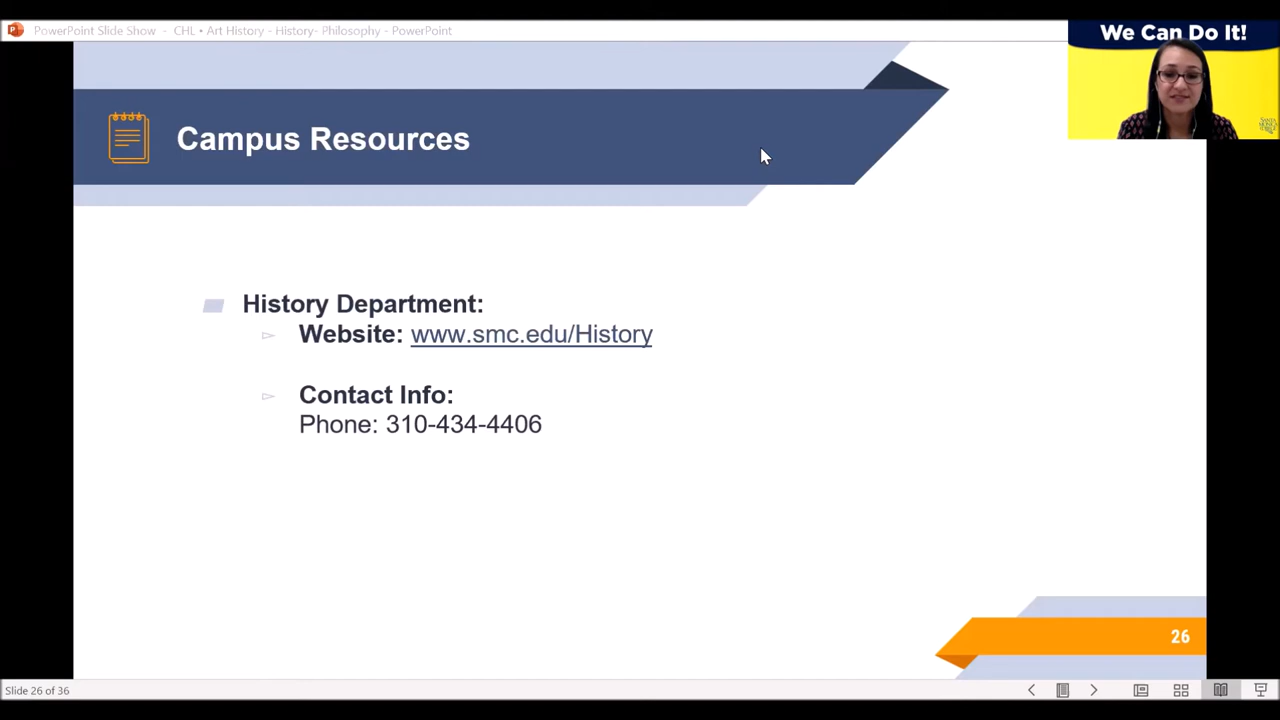 PowerPoint Slide Show - CHL • Art History - History- Philosophy - PowerPoint
We Can Do It!
Campus Resources
History Department:
Website: www.smc.edu/History
Contact Info:
Phone: 310-434-4406
26
Slide 26 of 36